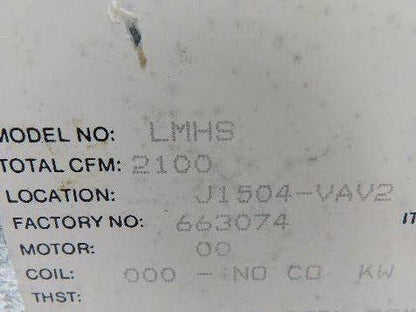 MODEL NO: LMHS
TOTAL CFM: 2100
LOCATION: J1504-VAV2
FACTORY NO: 663074 IT
MOTOR: 00
COIL: 000 - NO CO KW
THST: